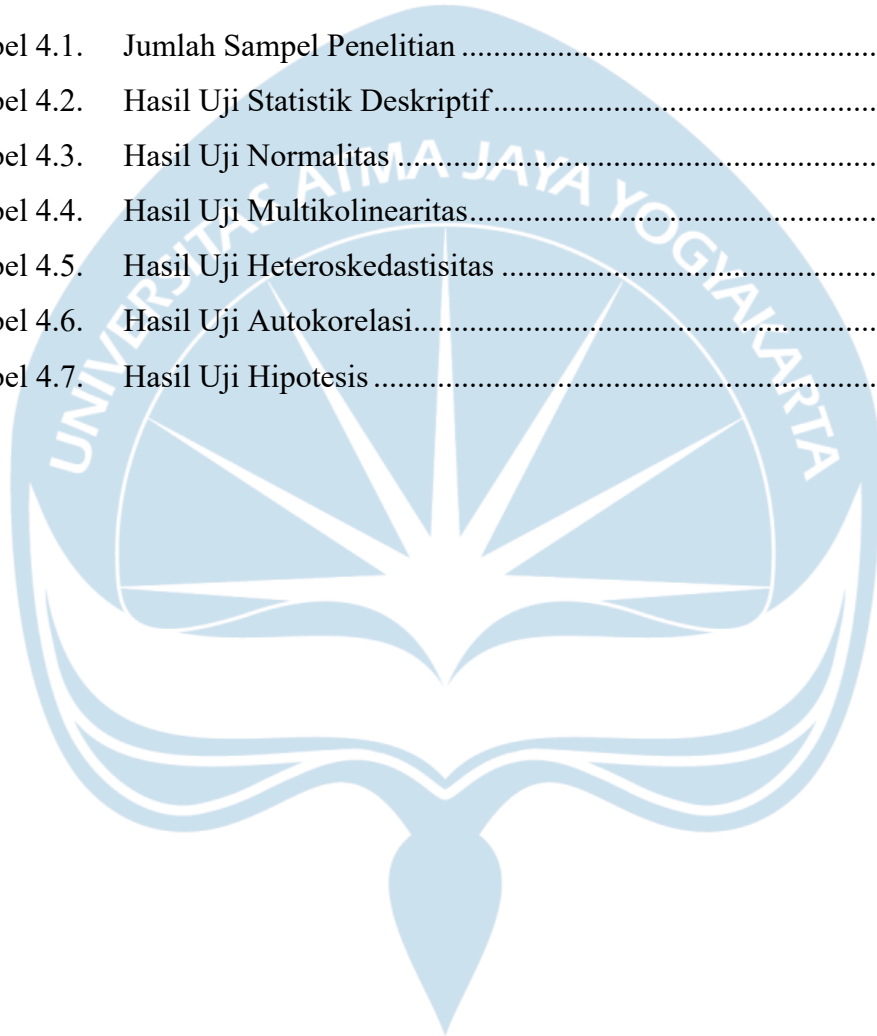 bel 4.1. Jumlah Sampel Penelitian ..................................................
bel 4.2. Hasil Uji Statistik Deskriptif..............................................
bel 4.3. Hasil Uji Normalitas ..........................................................
bel 4.4. Hasil Uji Multikolinearitas.................................................
bel 4.5. Hasil Uji Heteroskedastisitas .............................................
bel 4.6. Hasil Uji Autokorelasi........................................................
bel 4.7. Hasil Uji Hipotesis .............................................................
UNIVERSITAS ATMA JAYA YOGYAKARTA